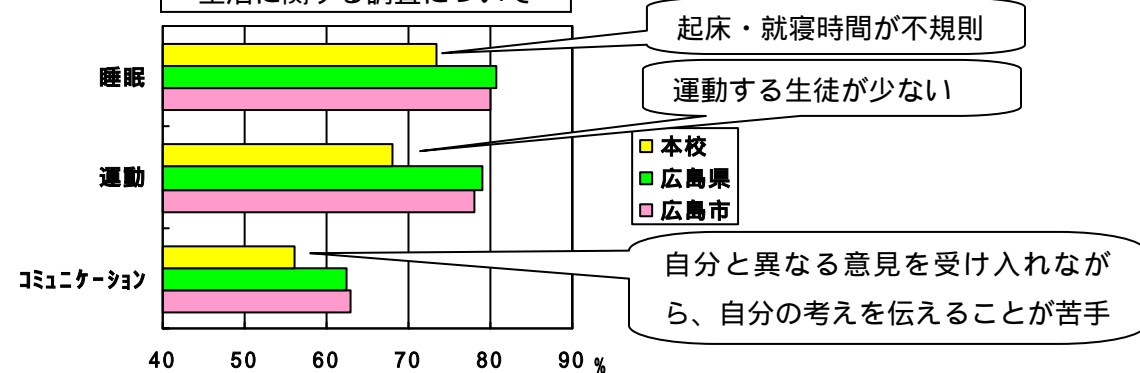 生活に関する調査について
起床・就寝時間が不規則
睡眠
運動する生徒が少ない
本校
運動
広島県
広島市
自分と異なる意見を受け入れなが
ら、自分の考えを伝えることが苦手
コミュニケーション
40 50 60 70 80 90 %